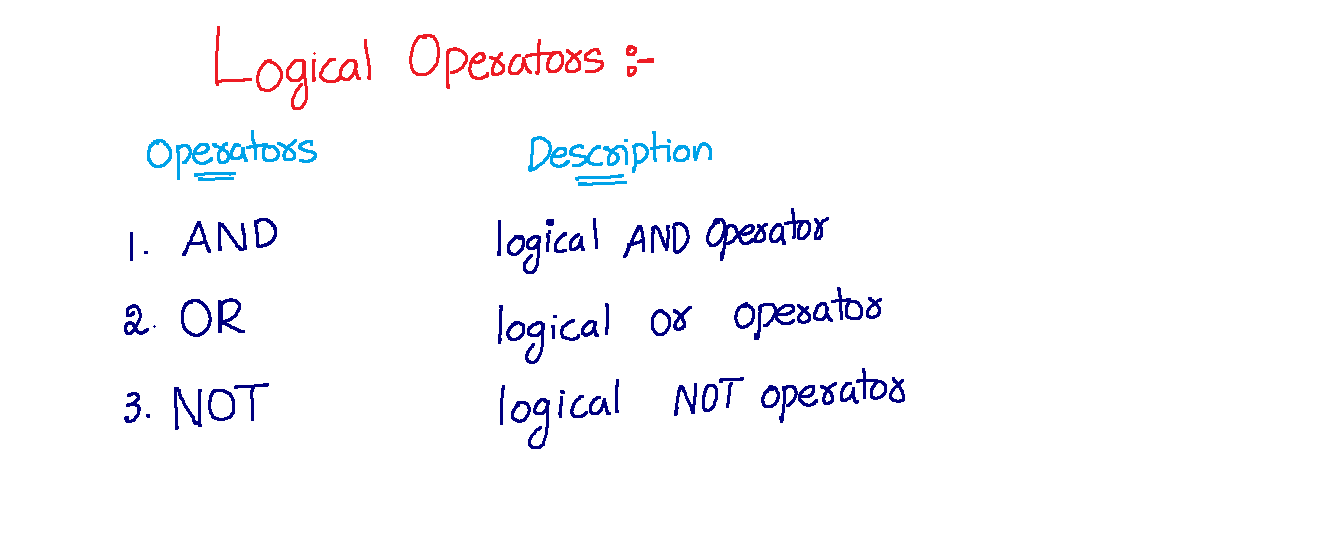 Logical Operators :-
Operators Description
1. AND logical AND Operator
2. OR logical or operator
3. NOT logical NOT operator